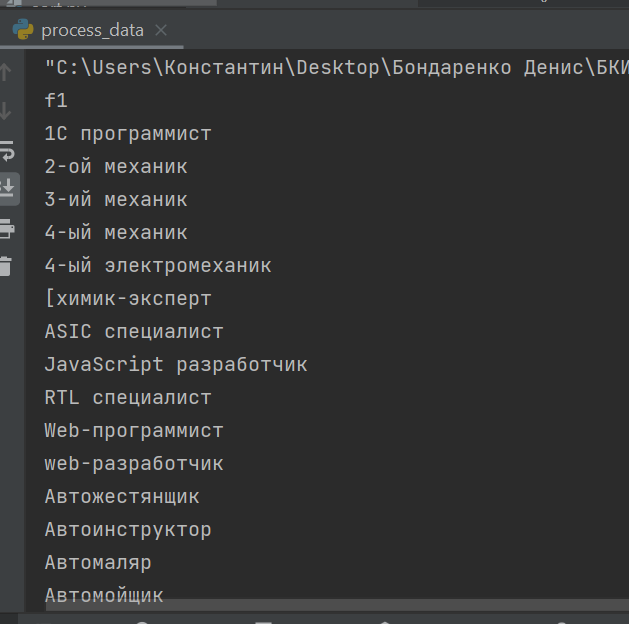 process_data
"C:\Users\Константин\Desktop\Бондаренко Денис\БКИ
f1
1С программист
2-ой механик
3-ий механик
4-ый механик
4-ый электромеханик
[химик-эксперт
ASIC специалист
JavaScript разработчик
RTL специалист
Web-программист
web-разработчик
Автожестянщик
Автоинструктор
Автомаляр
Автомойщик